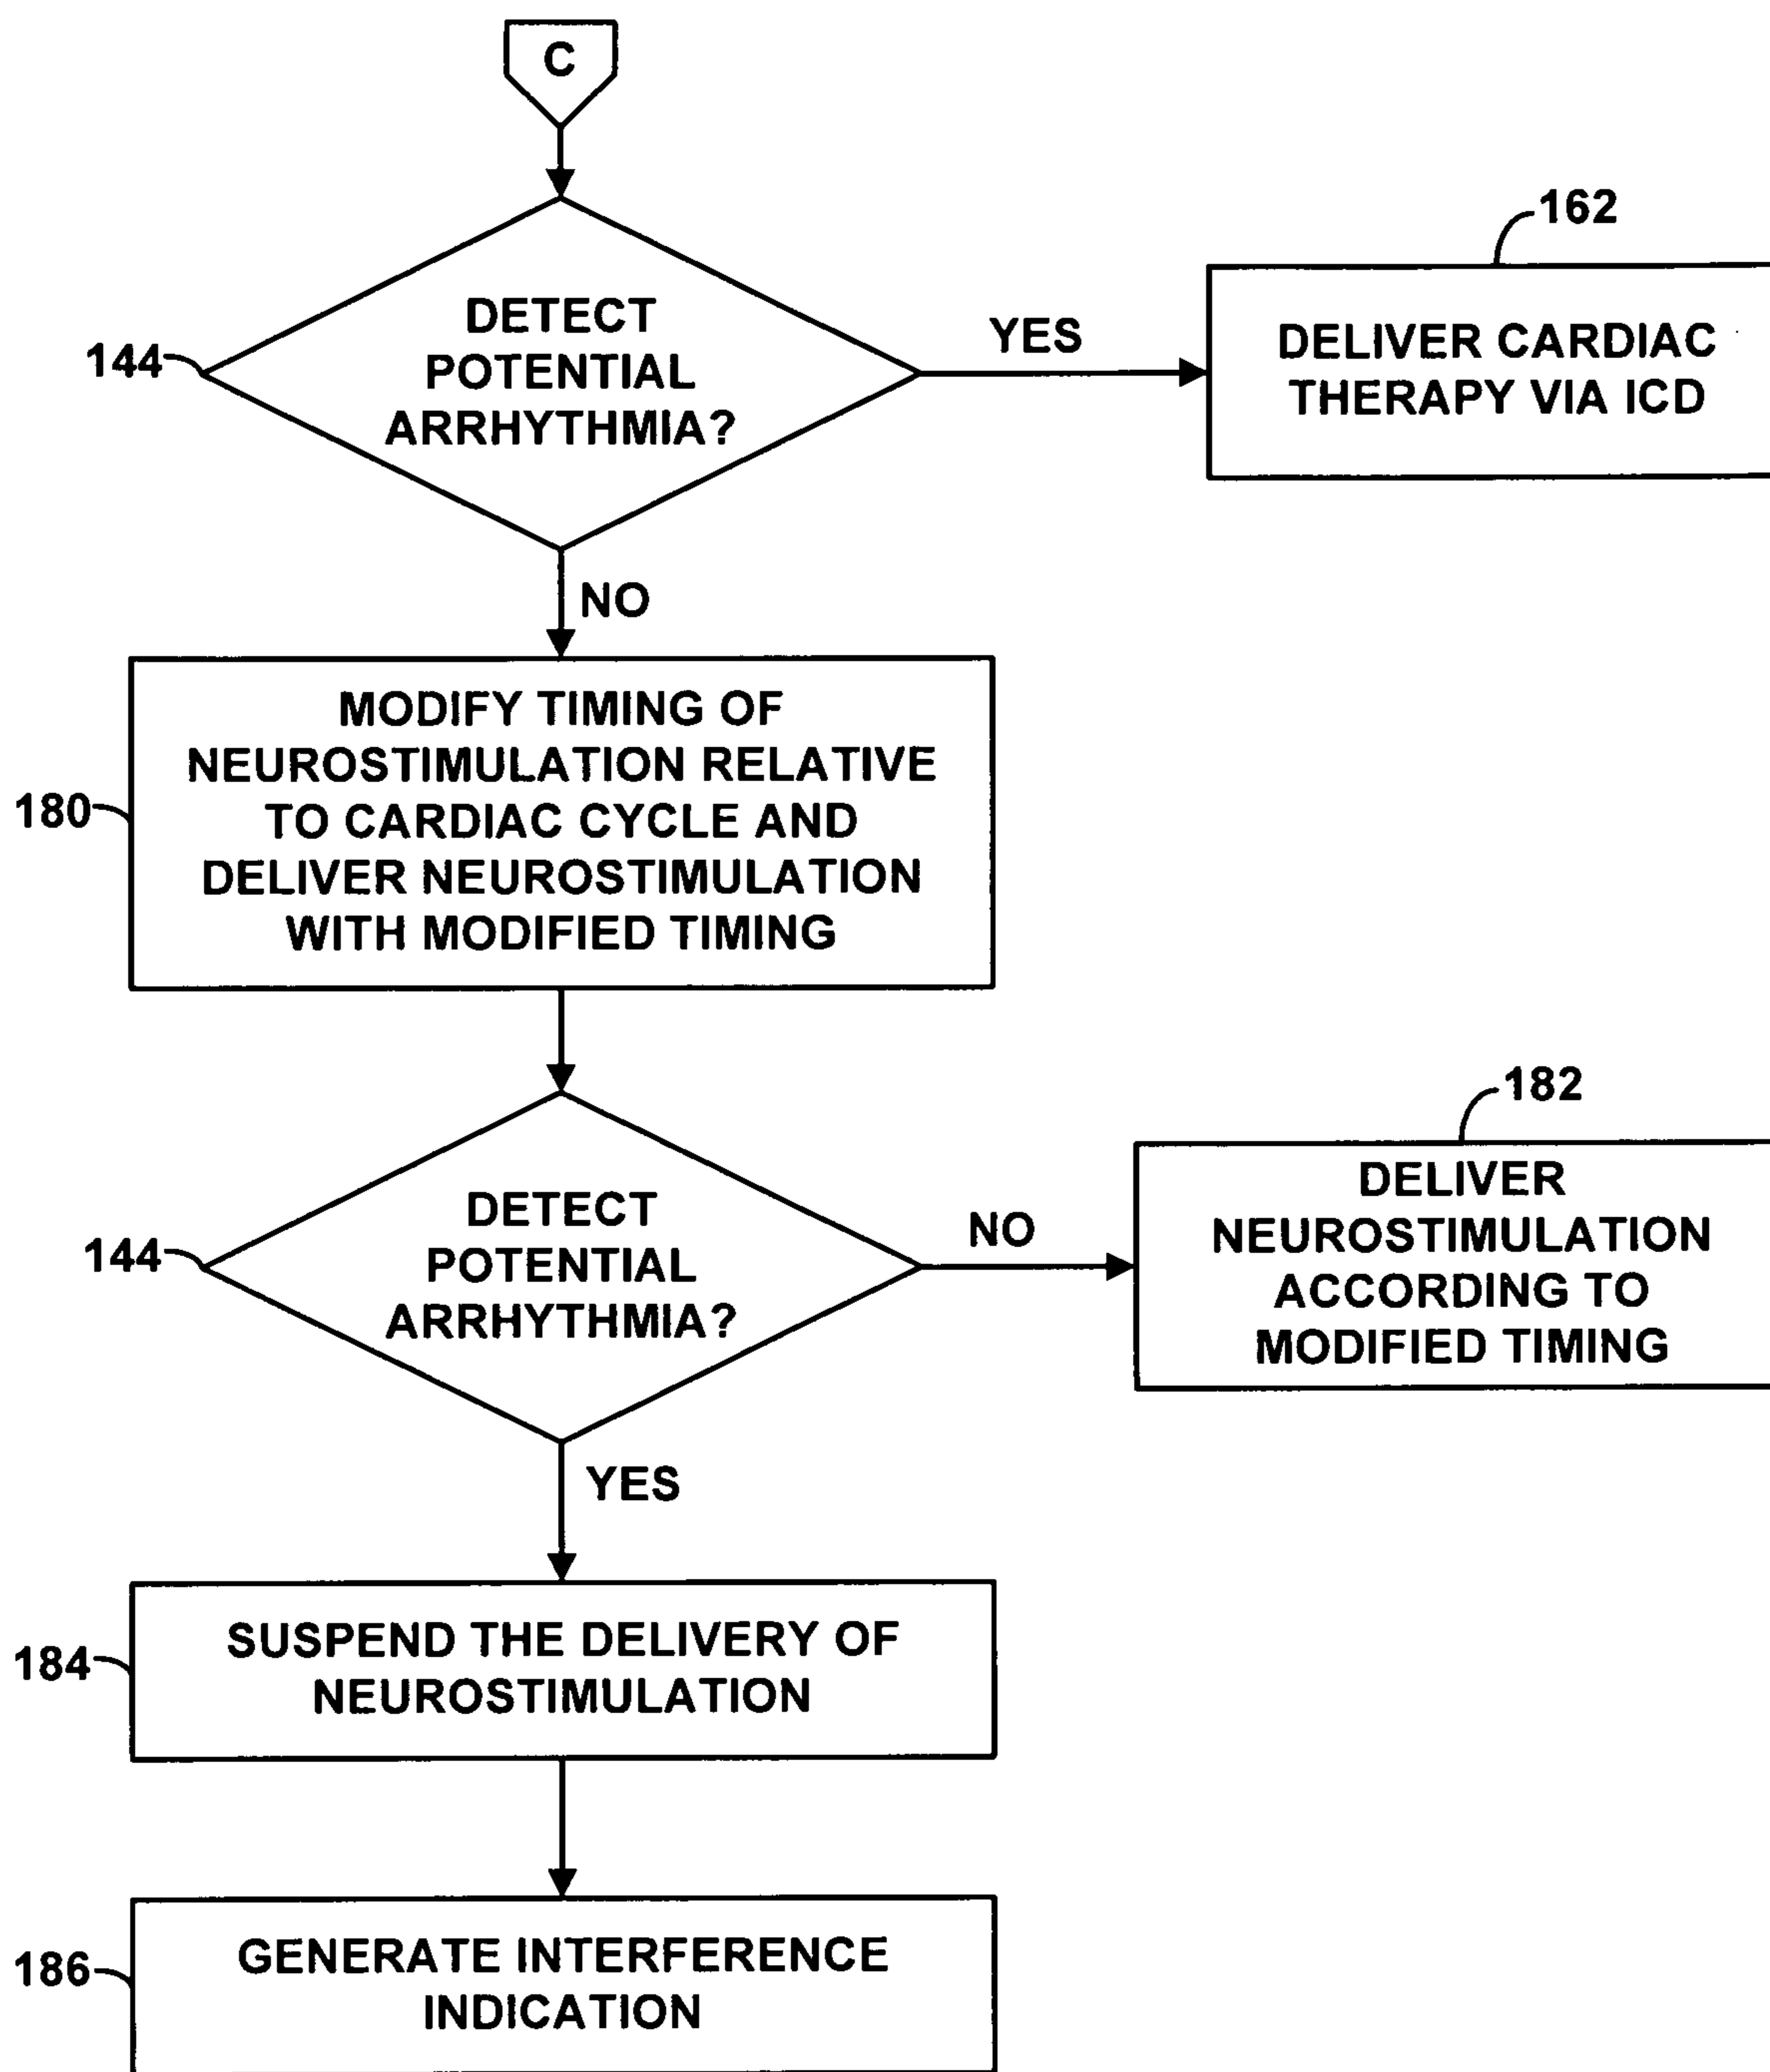 C
162
DETECT
POTENTIAL
ARRHYTHMIA?
144
YES
DELIVER CARDIAC
THERAPY VIA ICD
NO
MODIFY TIMING OF
NEUROSTIMULATION RELATIVE
TO CARDIAC CYCLE AND
DELIVER NEUROSTIMULATION
WITH MODIFIED TIMING
180
182
DETECT
POTENTIAL
ARRHYTHMIA?
144
NO
DELIVER
NEUROSTIMULATION
ACCORDING TO
MODIFIED TIMING
YES
SUSPEND THE DELIVERY OF
NEUROSTIMULATION
184
GENERATE INTERFERENCE
INDICATION
186